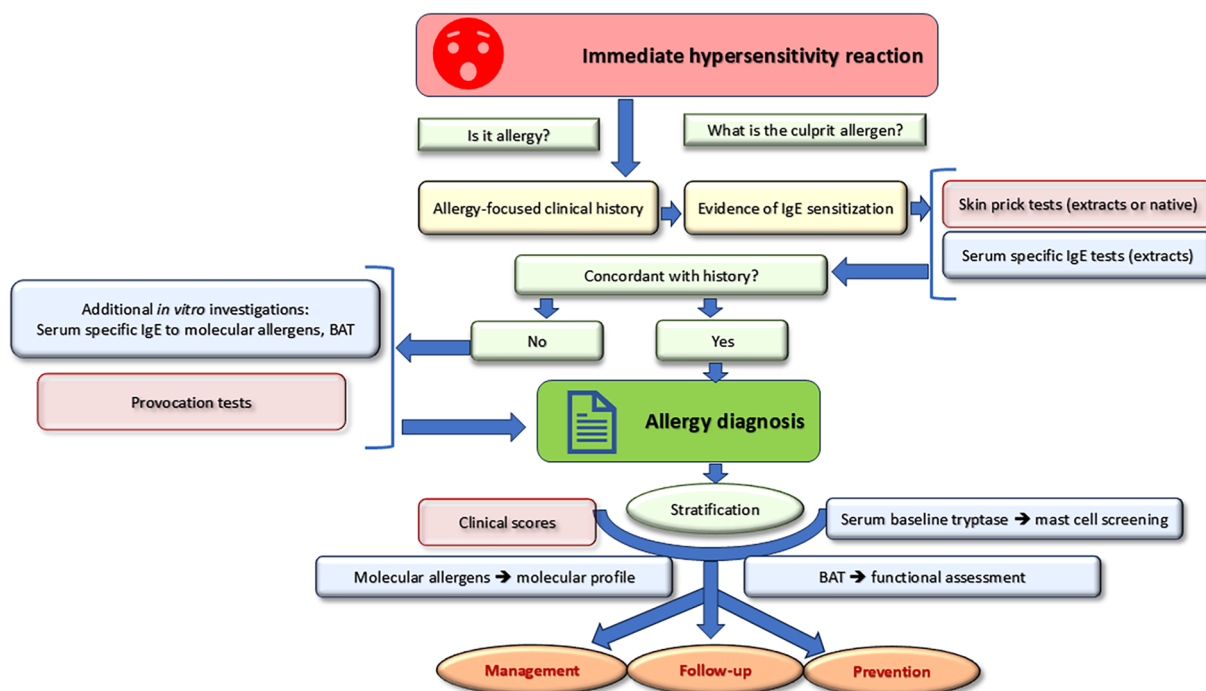 Immediate hypersensitivity reaction
Is it allergy?
What is the culprit allergen?
Allergy-focused clinical history
Evidence of IgE sensitization
Skin prick tests (extracts or native)
Serum specific IgE tests (extracts)
Concordant with history?
Additional in vitro investigations:
Serum specific IgE to molecular allergens, BAT
No
Yes
Provocation tests
Allergy diagnosis
Stratification
Clinical scores
Serum baseline tryptase ➔ mast cell screening
Molecular allergens ➔ molecular profile
BAT ➔ functional assessment
Management
Follow-up
Prevention